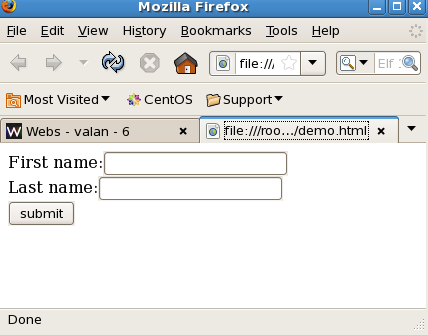 Mozilla Firefox
File Edit View History Bookmarks Tools Help
file:// Elf
Most Visited CentOS Support
Webs - valan - 6 file:///roo.../demo.html
First name:
Last name:
submit
Done